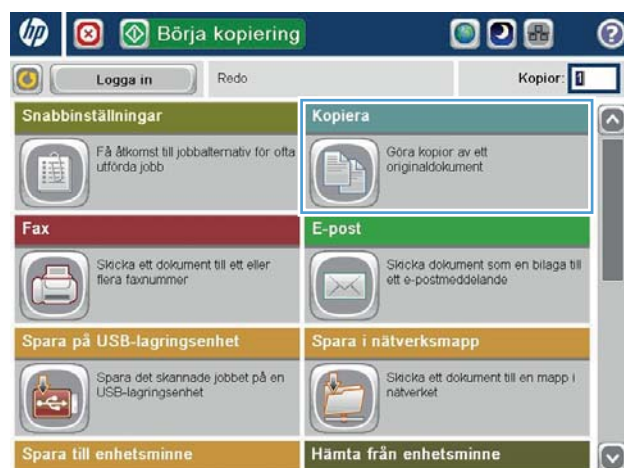 hp Börja kopiering ?
Logga in Redo Kopior: 1
Snabbinställningar
Få åtkomst till jobbalternativ för ofta
utförda jobb
Kopiera
Göra kopior av ett
originaldokument
Fax
Skicka ett dokument till ett eller
flera faxnummer
E-post
Skicka dokument som en bilaga till
ett e-postmeddelande
Spara på USB-lagringsenhet
Spara det skannade jobbet på en
USB-lagringsenhet
Spara i nätverksmapp
Skicka ett dokument till en mapp i
nätverket
Spara till enhetsminne
Hämta från enhetsminne